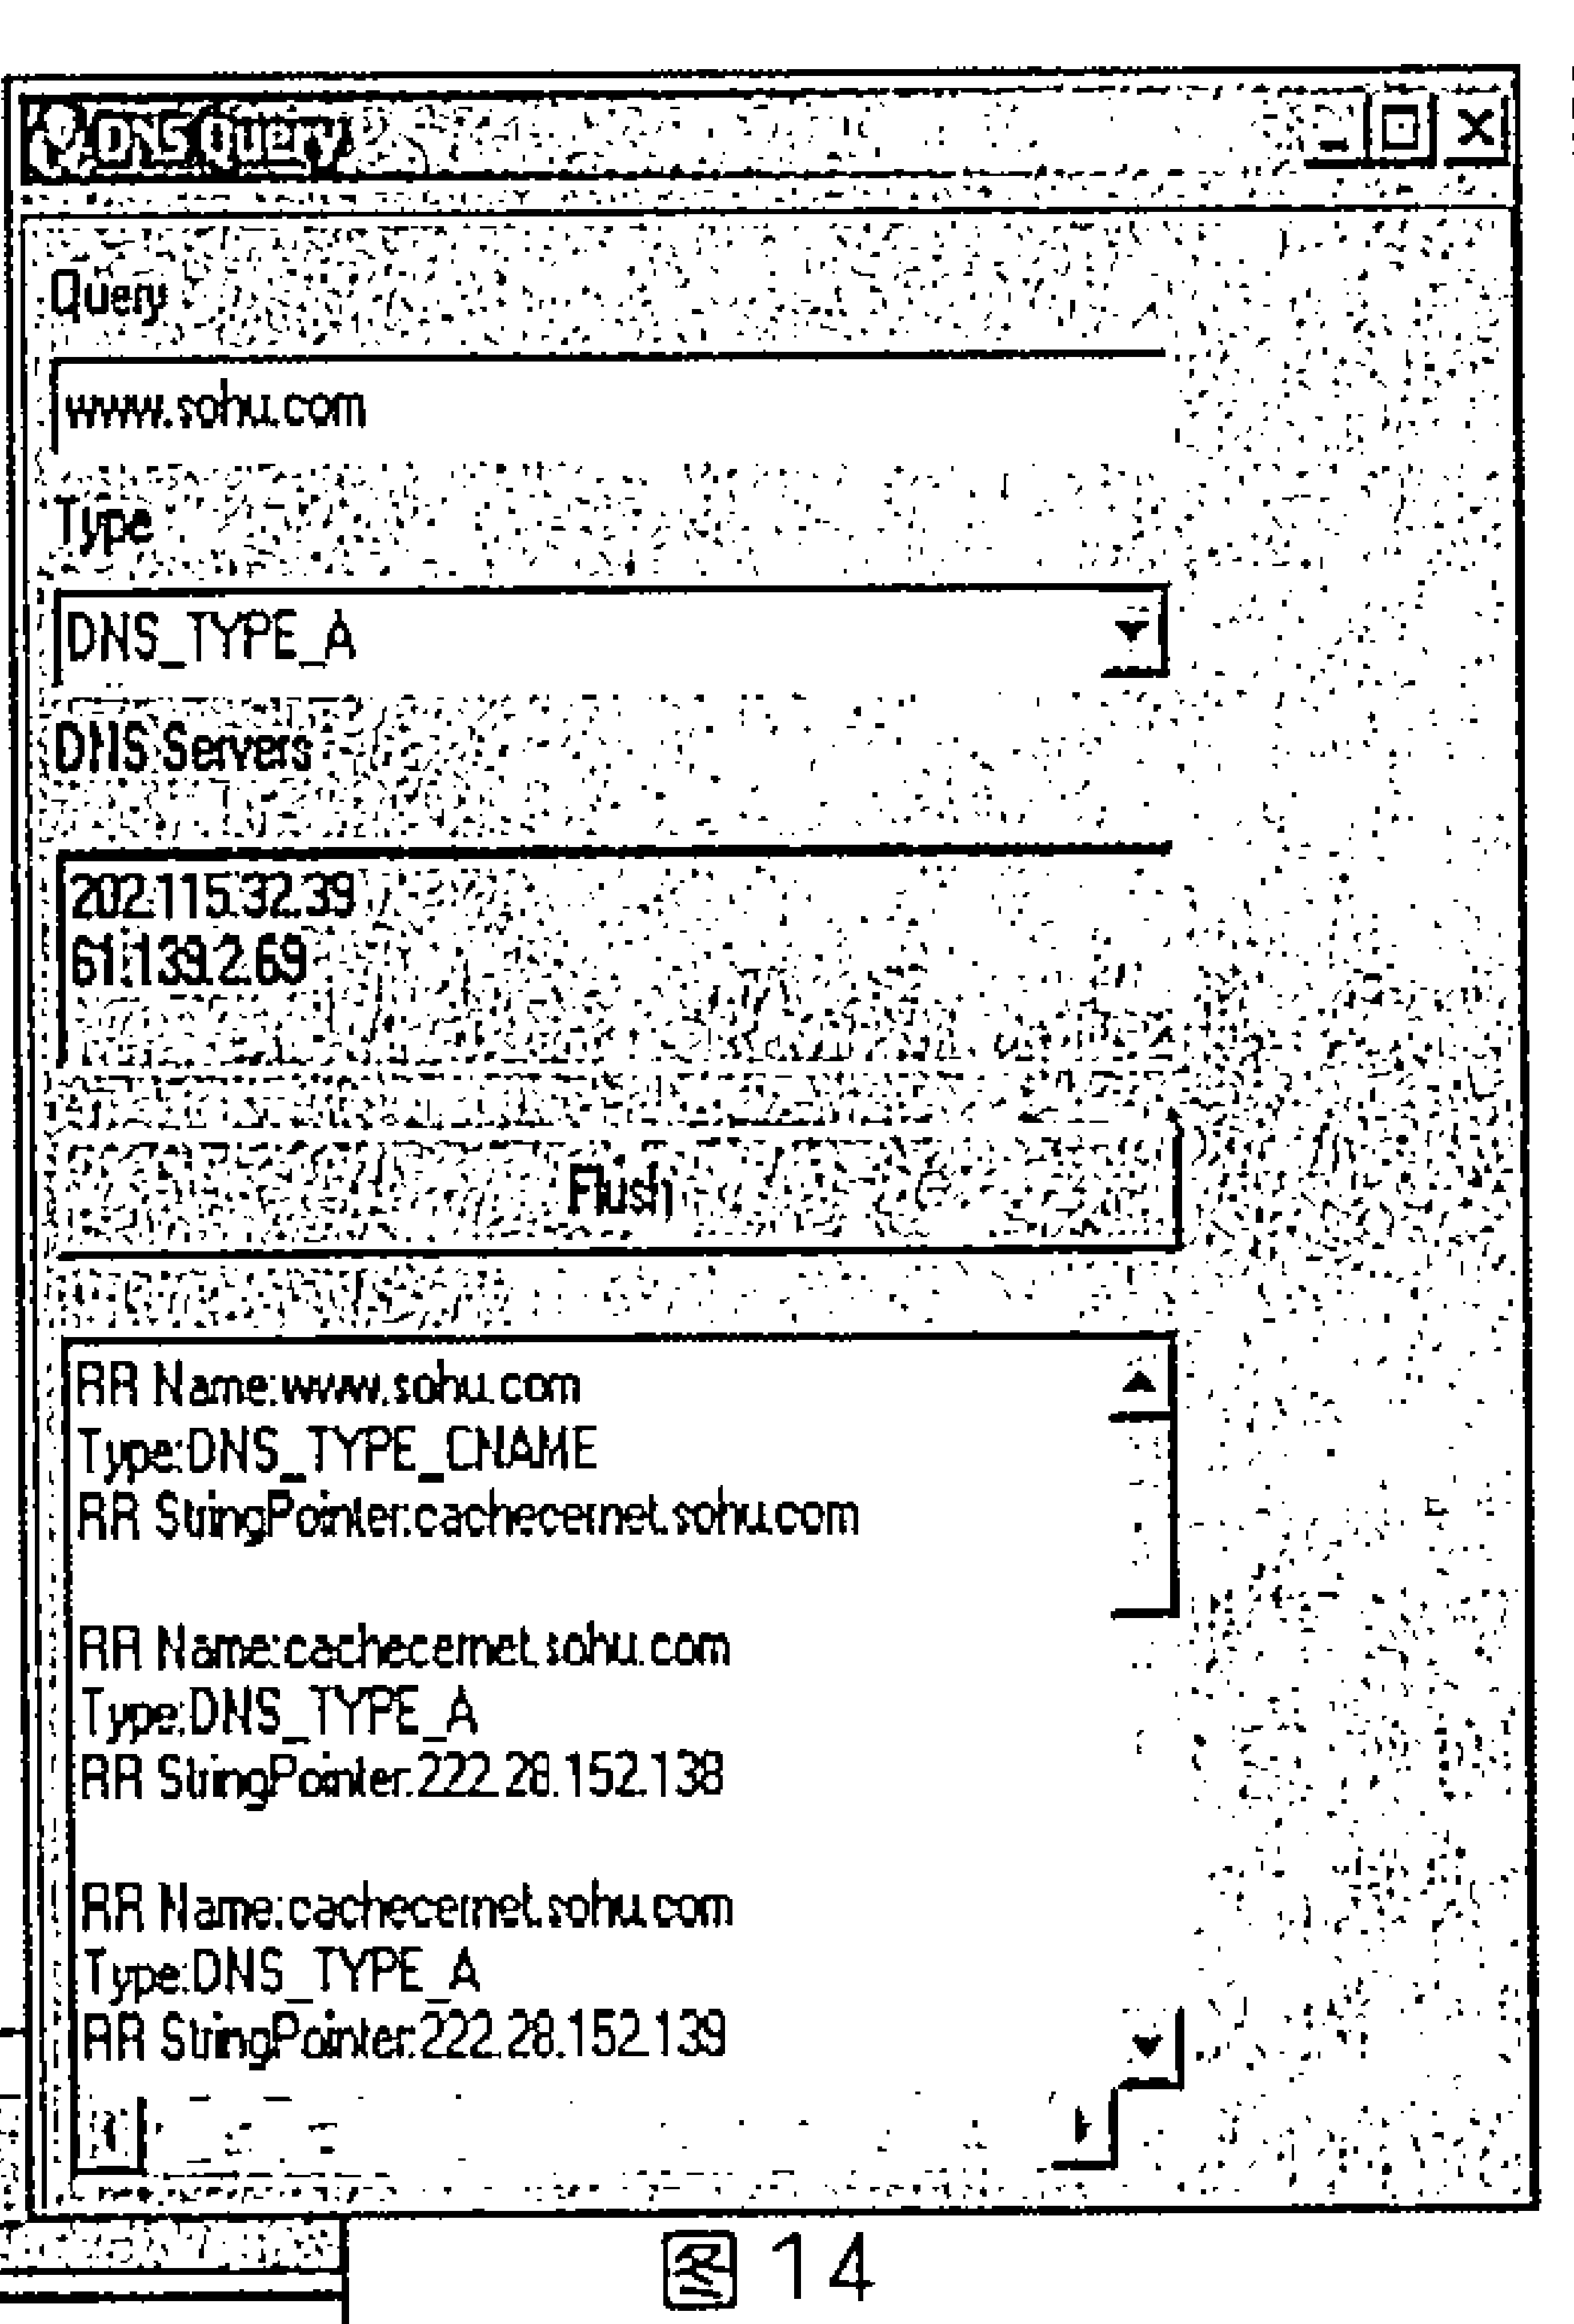 DNS Query
Query
www.sohu.com
Type
DNS_TYPE_A
DNS Servers
202.115.32.39
61.139.2.69
Flush
RR Name:www.sohu.com
Type:DNS_TYPE_CNAME
RR StringPointer:cachecernet.sohu.com
RR Name:cachecernet.sohu.com
Type:DNS_TYPE_A
RR StringPointer:222.28.152.138
RR Name:cachecernet.sohu.com
Type:DNS_TYPE_A
RR StringPointer:222.28.152.139
图 14